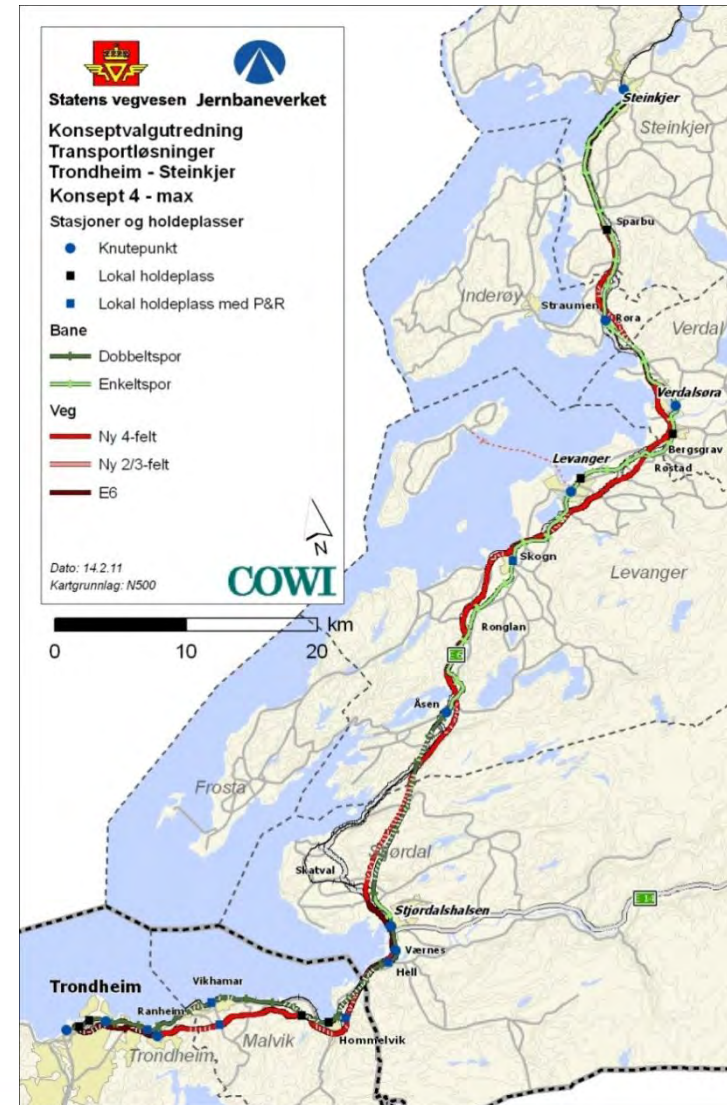 Statens vegvesen Jernbaneverket
Konseptvalgutredning
Transportløsninger
Trondheim - Steinkjer
Konsept 4 - max
Stasjoner og holdeplasser
Knutepunkt
Lokal holdeplass
Lokal holdeplass med P&R
Bane
Dobbeltspor
Enkeltspor
Veg
Ny 4-felt
Ny 2/3-felt
E6
N
Dato: 14.2.11
Kartgrunnlag: N500
COWI
km
0 10 20
Steinkjer
Steinkjer
Sparbu
Inderøy
Straumen
Røra
Verdal
Verdalsøra
Bergsgrav
Røstad
Levanger
Skogn
Levanger
Ronglan
E6
Åsen
Frosta
Stjørdal
Skatval
E14
Stjørdalshalsen
Værnes
Hell
Trondheim
Vikhamar
Ranheim
Malvik
Hommelvik
Trondheim